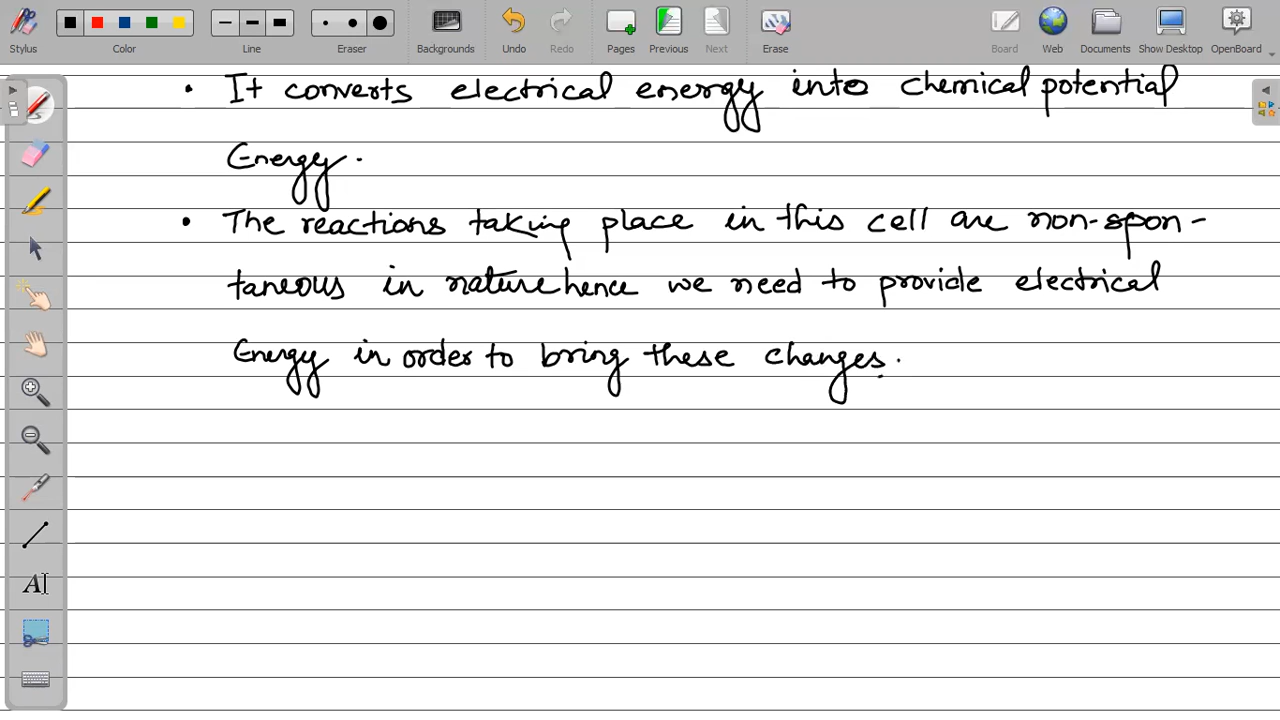 Stylus Color Line Eraser Backgrounds Undo Redo Pages Previous Next Erase Board Web Documents Show Desktop OpenBoard
• It converts electrical energy into chemical potential
Energy.
• The reactions taking place in this cell are non-spon-
taneous in nature hence we need to provide electrical
Energy in order to bring these changes.